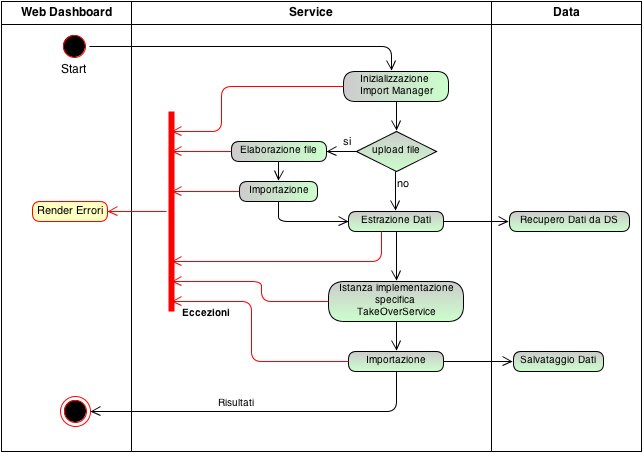 Web Dashboard
Service
Data
Start
Inizializzazione
Import Manager
si
Elaborazione file
upload file
Importazione
no
Render Errori
Estrazione Dati
Recupero Dati da DS
Istanza implementazione
specifica
TakeOverService
Eccezioni
Importazione
Salvataggio Dati
Risultati